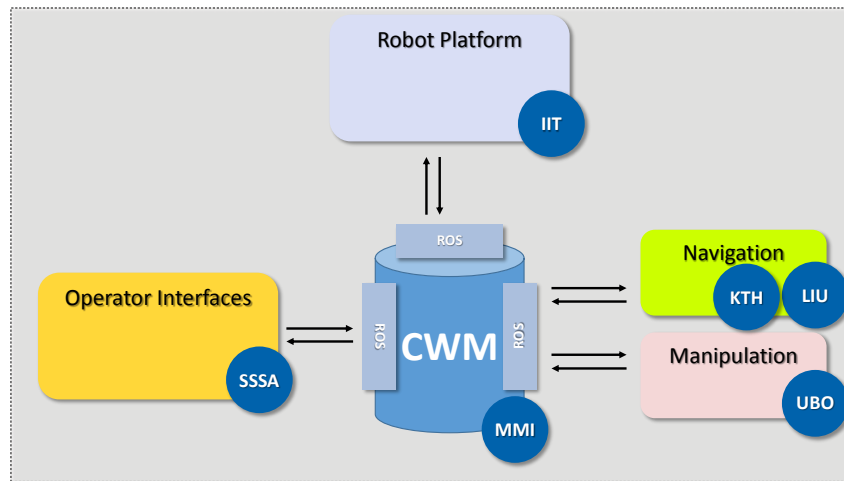 Robot Platform
IIT
ROS
Navigation
KTH
LIU
Operator Interfaces
ROS
CWM
ROS
Manipulation
SSSA
UBO
MMI